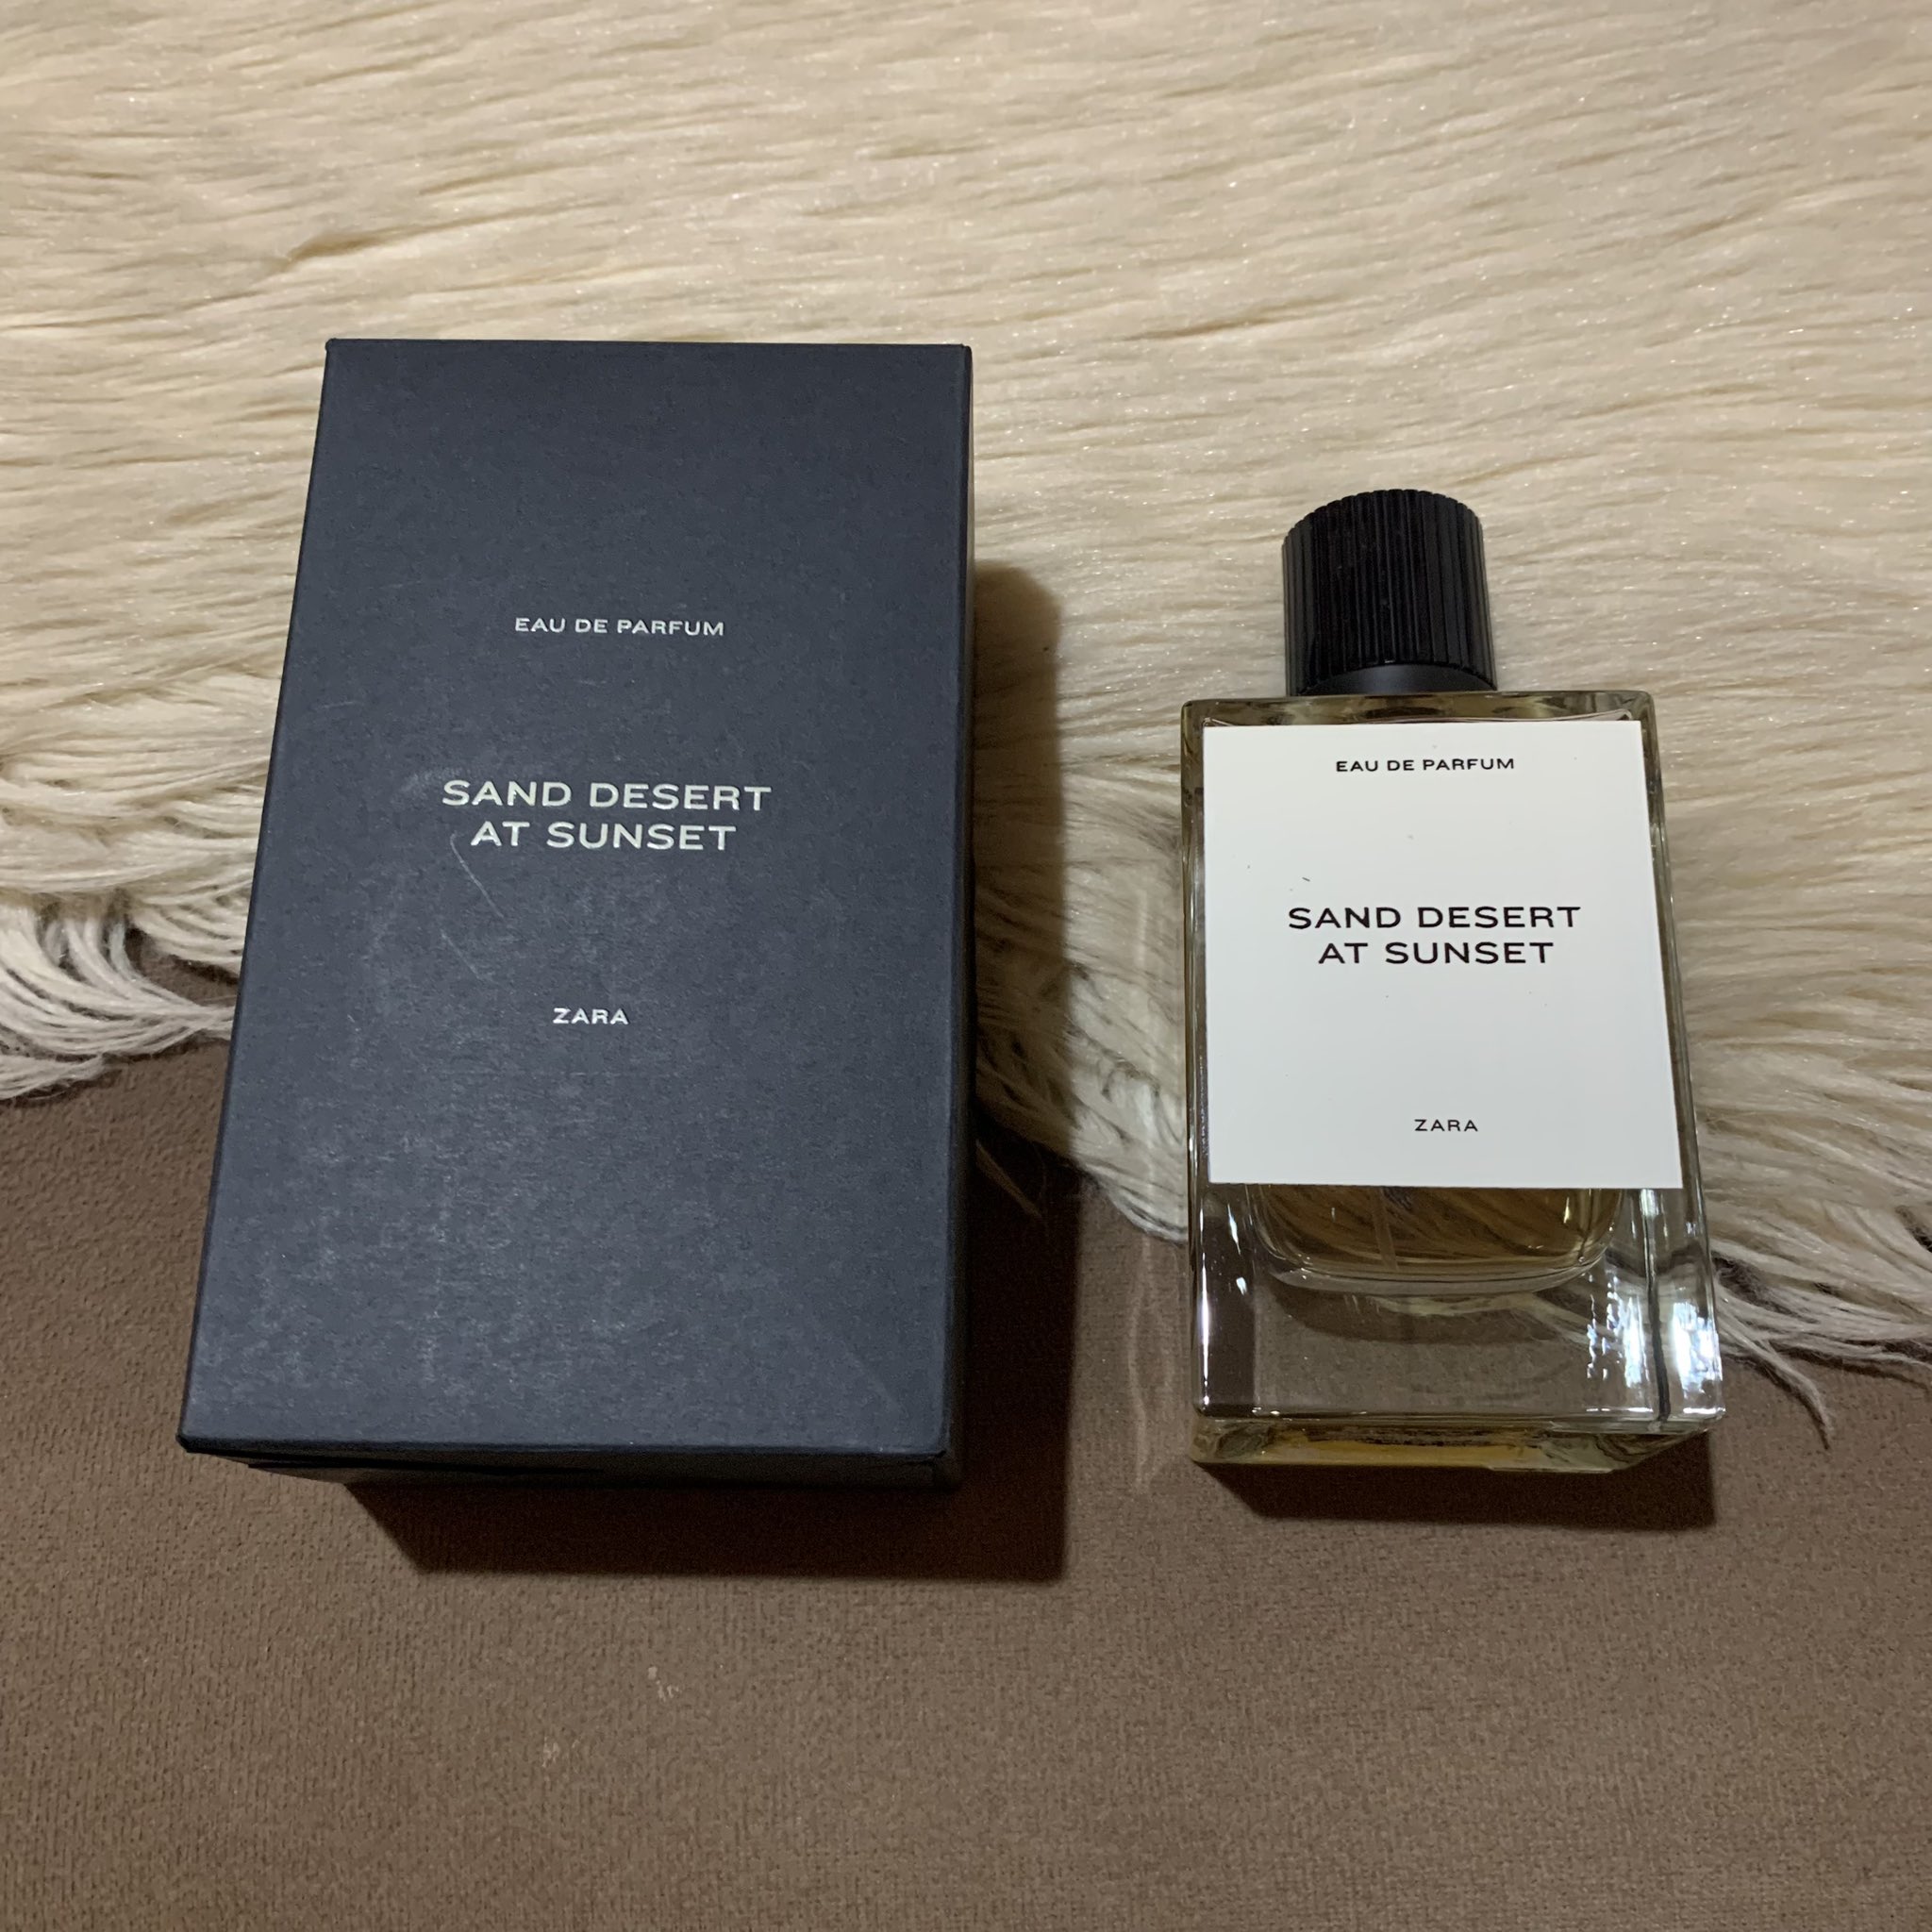 EAU DE PARFUM
SAND DESERT
AT SUNSET
ZARA
EAU DE PARFUM
SAND DESERT
AT SUNSET
ZARA